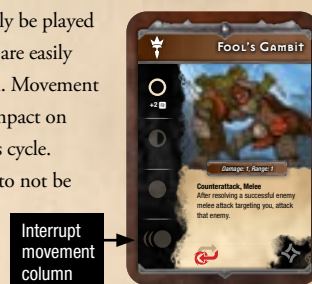 ly be played
are easily
. Movement
mpact on
s cycle.
to not be
Interrupt
movement
column
Fool's Gambit
+2
Damage: 1, Range: 1
Counterattack, Melee
After resolving a successful enemy
melee attack targeting you, attack
that enemy.